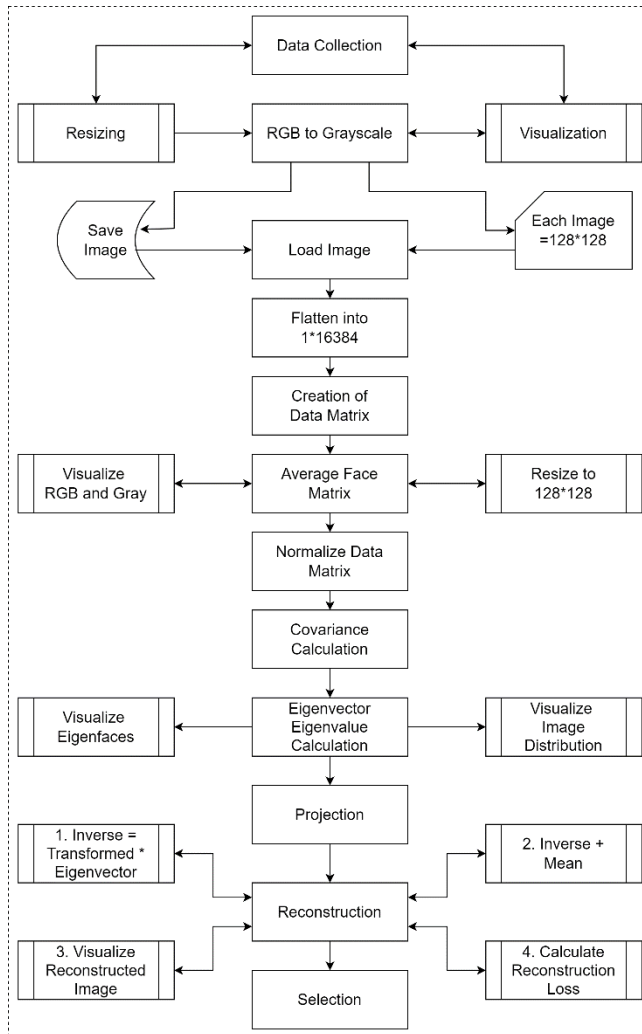 Data Collection
Resizing
RGB to Grayscale
Visualization
Save
Image
Load Image
Each Image
=128*128
Flatten into
1*16384
Creation of
Data Matrix
Visualize
RGB and Gray
Average Face
Matrix
Resize to
128*128
Normalize Data
Matrix
Covariance
Calculation
Visualize
Eigenfaces
Eigenvector
Eigenvalue
Calculation
Visualize
Image
Distribution
Projection
1. Inverse =
Transformed *
Eigenvector
2. Inverse +
Mean
Reconstruction
3. Visualize
Reconstructed
Image
4. Calculate
Reconstruction
Loss
Selection